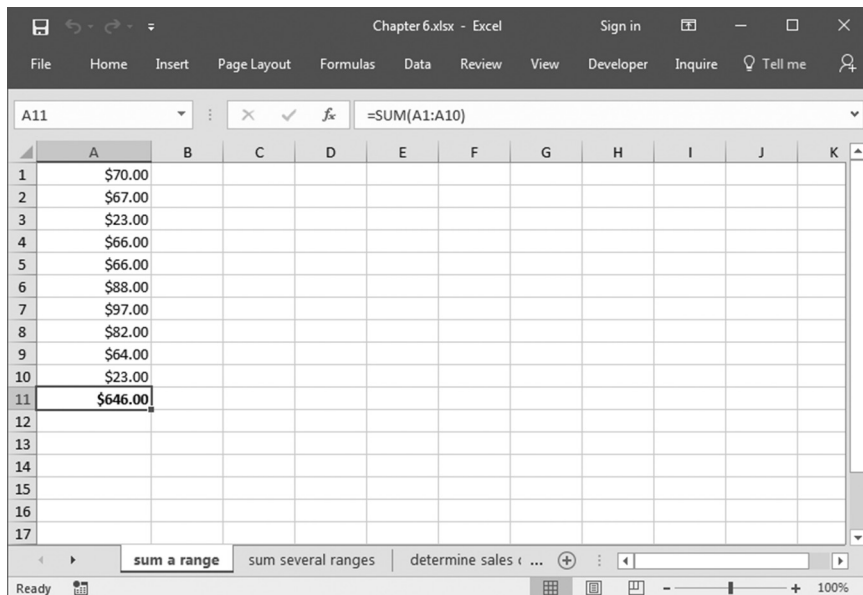 Chapter 6.xlsx - Excel Sign in
File Home Insert Page Layout Formulas Data Review View Developer Inquire Tell me
A11 fx =SUM(A1:A10)
A B C D E F G H I J K
1 $70.00
2 $67.00
3 $23.00
4 $66.00
5 $66.00
6 $88.00
7 $97.00
8 $82.00
9 $64.00
10 $23.00
11 $646.00
12
13
14
15
16
17
sum a range sum several ranges determine sales ...
Ready 100%